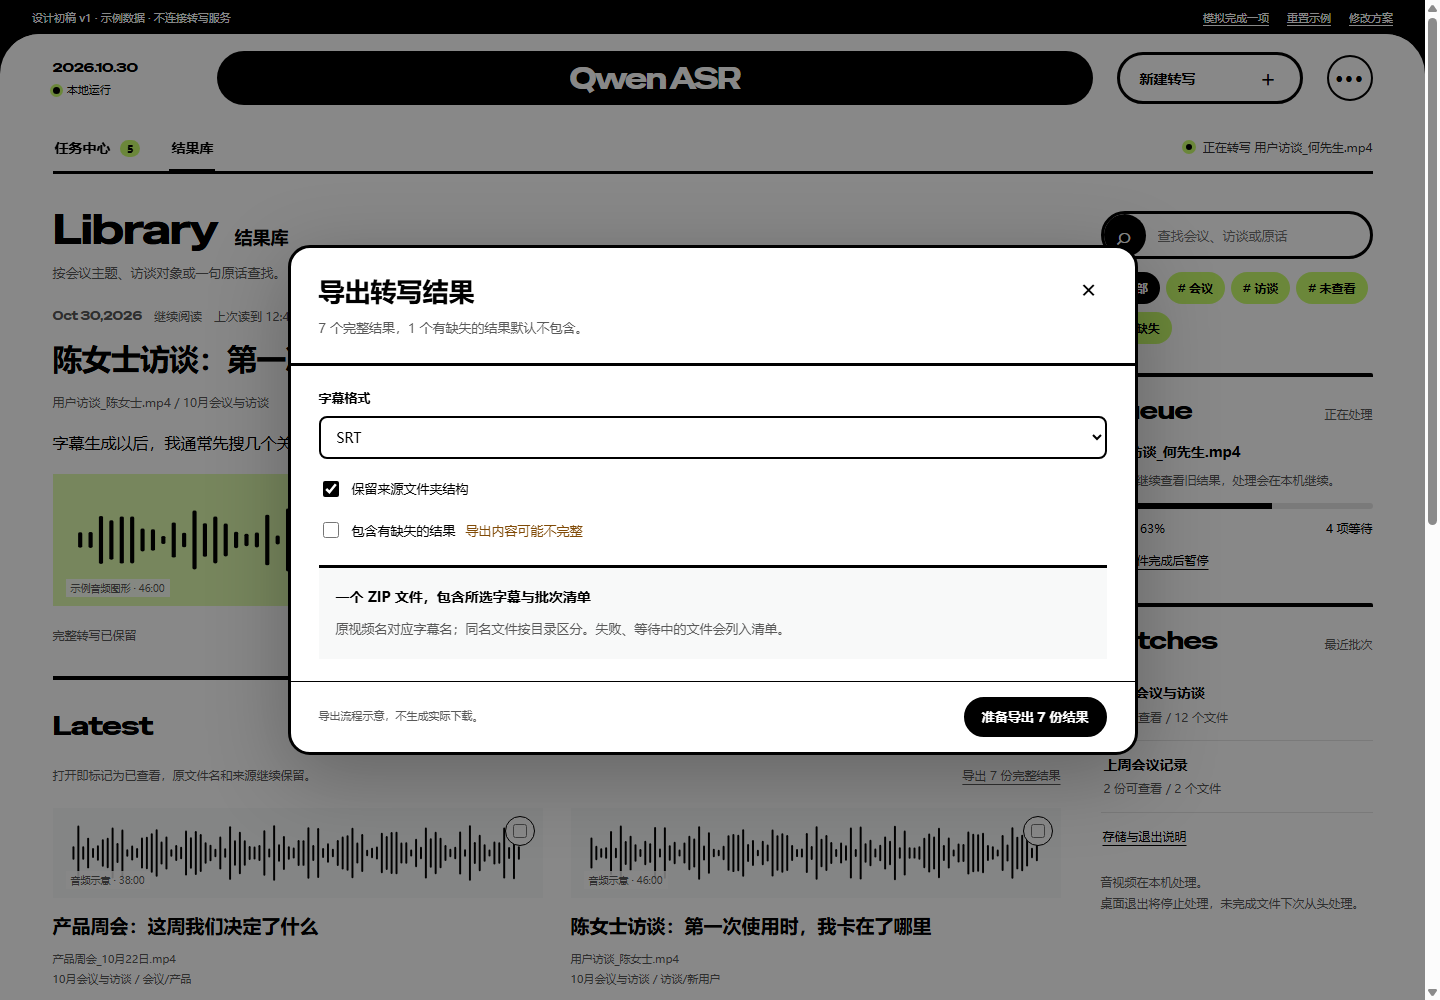 设计初稿 v1 · 示例数据 · 不连接转写服务
模拟完成一项 重置示例 修改方案
2026.10.30
本地运行
Qwen ASR
新建转写 +
任务中心 5 结果库
正在转写 用户访谈_何先生.mp4
Library 结果库
按会议主题、访谈对象或一句原话查找。
查找会议、访谈或原话
部 # 会议 # 访谈 # 未查看
缺失
Oct 30,2026 继续阅读 上次读到 12:4
陈女士访谈：第一
用户访谈_陈女士.mp4 / 10月会议与访谈
字幕生成以后，我通常先搜几个关
示例音频图形 · 46:00
完整转写已保留
导出转写结果
7 个完整结果，1 个有缺失的结果默认不包含。
字幕格式
SRT
保留来源文件夹结构
包含有缺失的结果 导出内容可能不完整
一个 ZIP 文件，包含所选字幕与批次清单
原视频名对应字幕名；同名文件按目录区分。失败、等待中的文件会列入清单。
导出流程示意，不生成实际下载。
准备导出 7 份结果
eue 正在处理
访谈_何先生.mp4
继续查看旧结果，处理会在本机继续。
63% 4 项等待
件完成后暂停
tches 最近批次
会议与访谈
查看 / 12 个文件
上周会议记录
2 份可查看 / 2 个文件
存储与退出说明
音视频在本机处理。
桌面退出将停止处理，未完成文件下次从头处理。
Latest
打开即标记为已查看，原文件名和来源继续保留。
导出 7 份完整结果
音频示意 · 38:00
产品周会：这周我们决定了什么
产品周会_10月22日.mp4
10月会议与访谈 / 会议/产品
音频示意 · 46:00
陈女士访谈：第一次使用时，我卡在了哪里
用户访谈_陈女士.mp4
10月会议与访谈 / 访谈/新用户